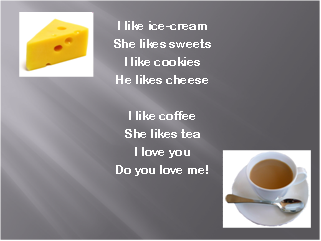 I like ice-cream
She likes sweets
I like cookies
He likes cheese
I like coffee
She likes tea
I love you
Do you love me!